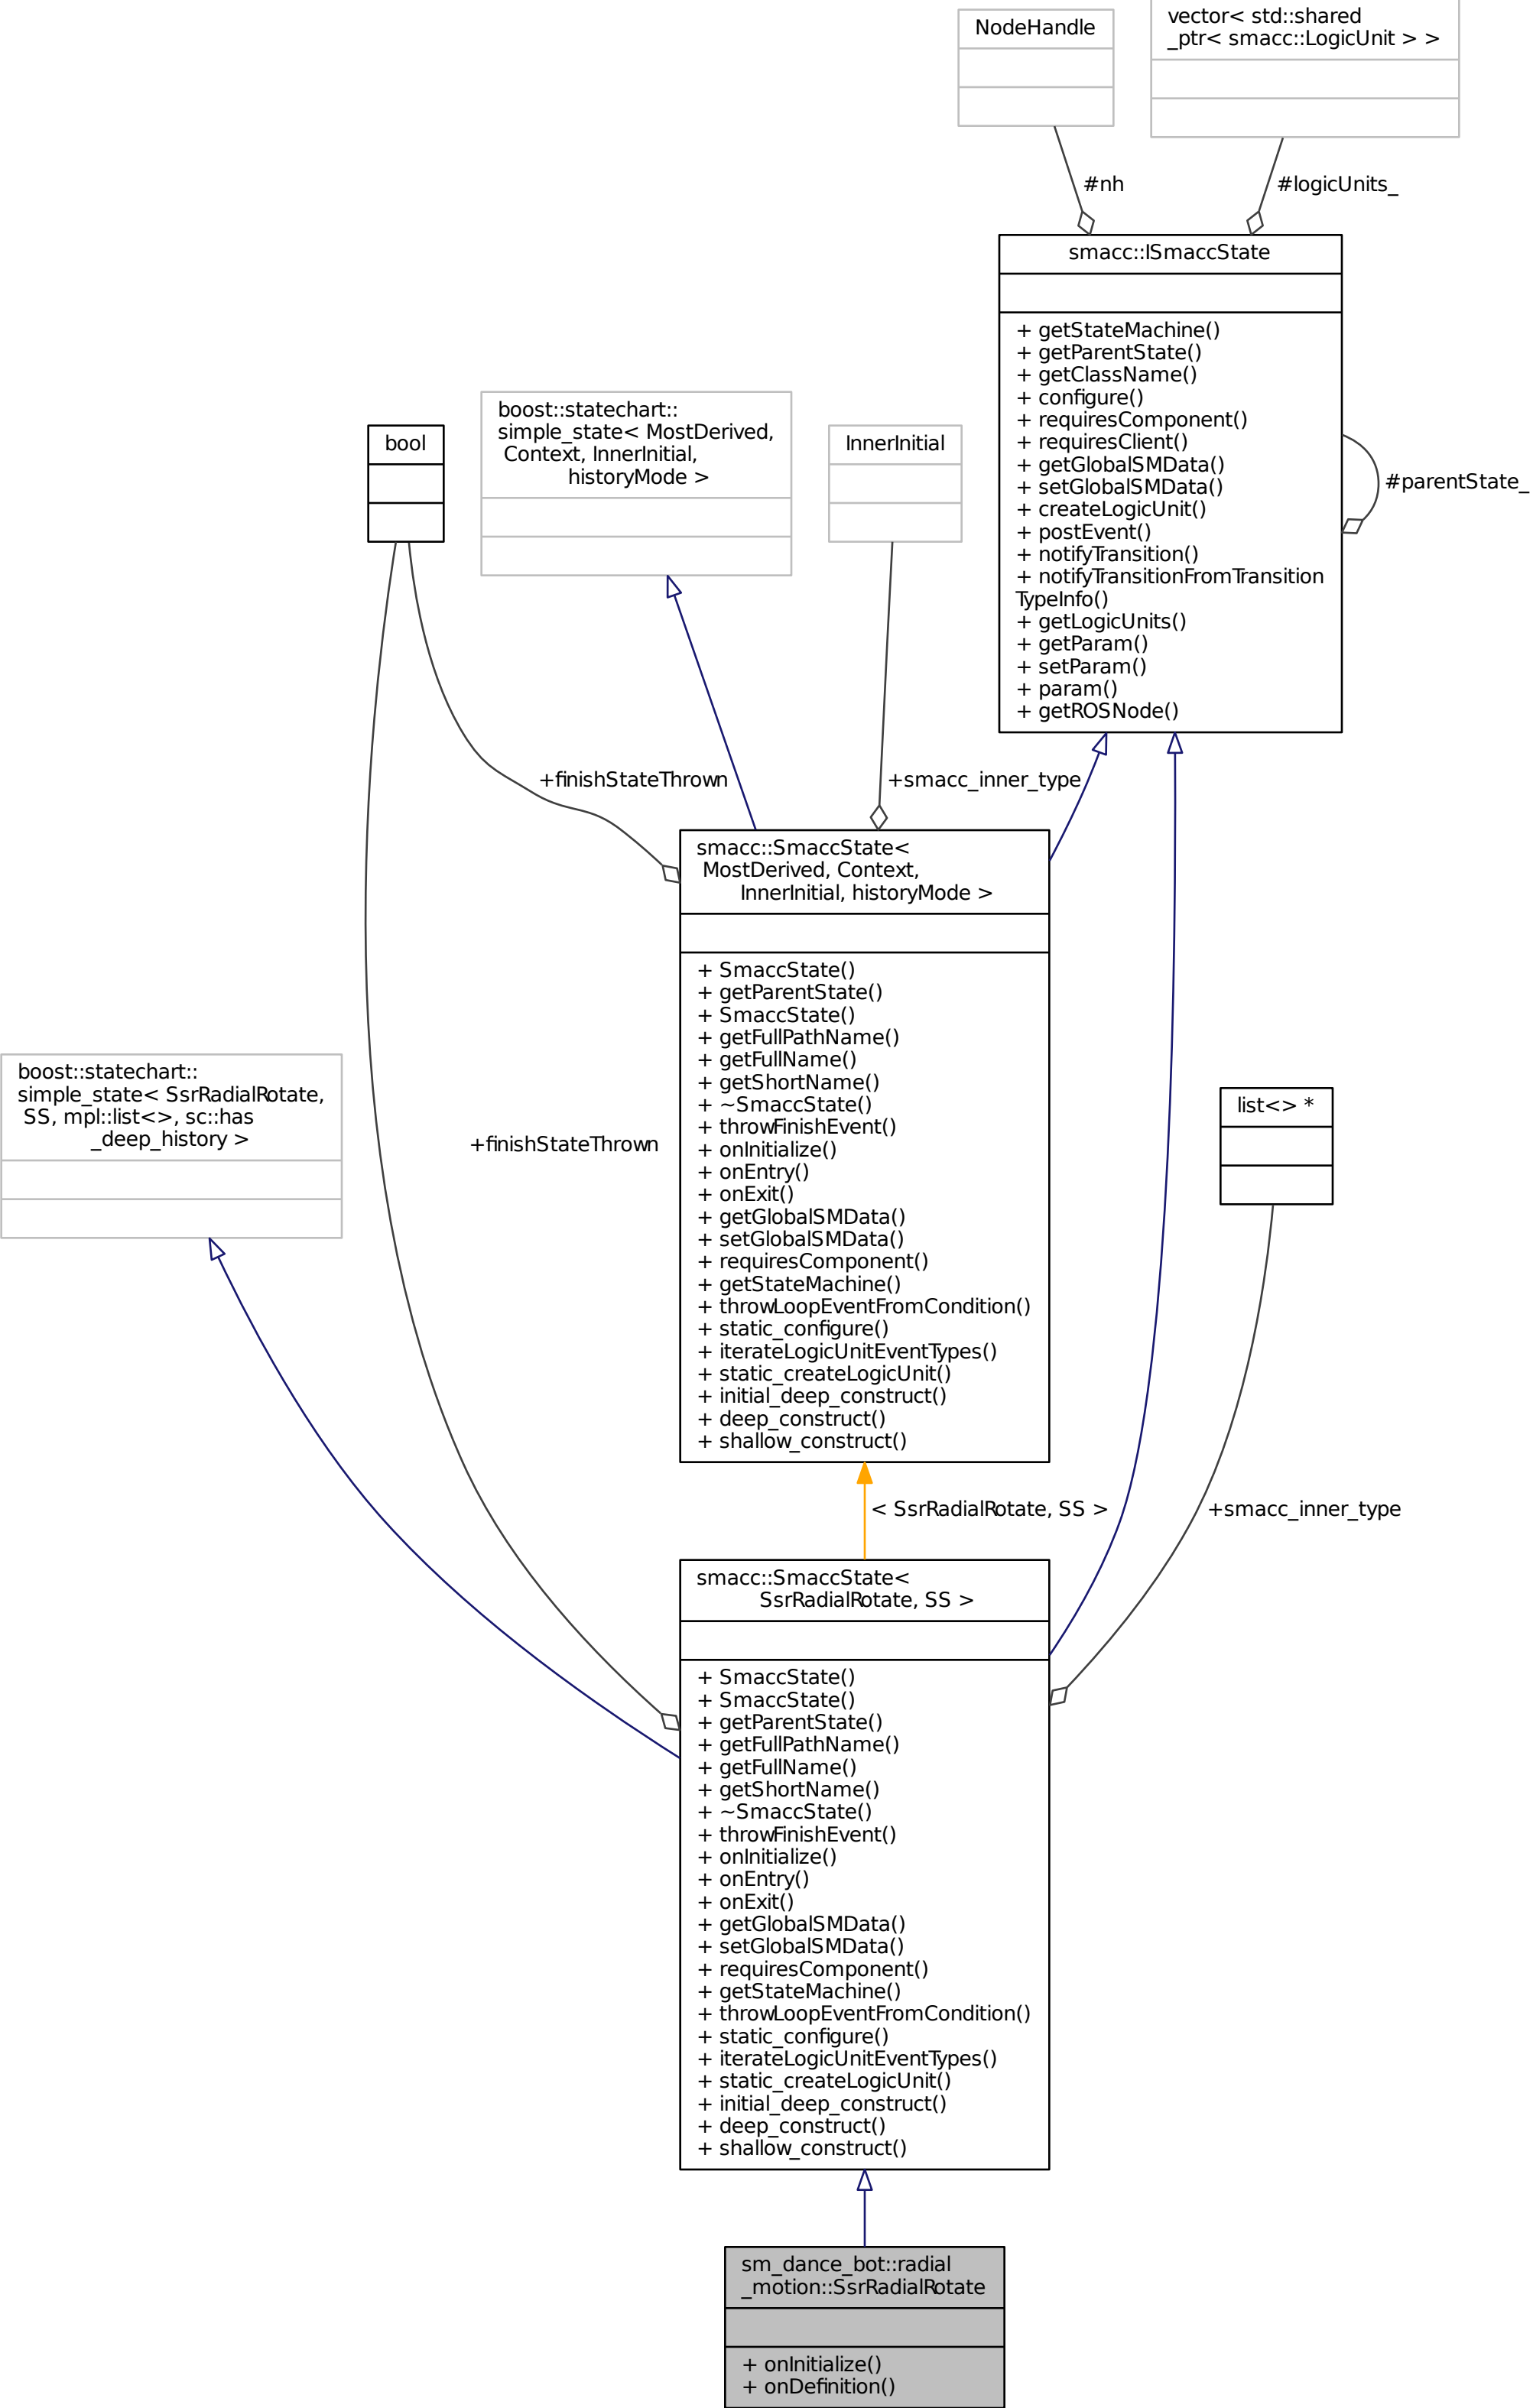 NodeHandle
vector< std::shared
_ptr< smacc::LogicUnit > >
#nh
#logicUnits_
smacc::ISmaccState
+ getStateMachine()
+ getParentState()
+ getClassName()
+ configure()
+ requiresComponent()
+ requiresClient()
+ getGlobalSMData()
+ setGlobalSMData()
+ createLogicUnit()
+ postEvent()
+ notifyTransition()
+ notifyTransitionFromTransition
TypeInfo()
+ getLogicUnits()
+ getParam()
+ setParam()
+ param()
+ getROSNode()
#parentState_
bool
boost::statechart::
simple_state< MostDerived,
Context, InnerInitial,
historyMode >
InnerInitial
+finishStateThrown
+smacc_inner_type
smacc::SmaccState<
MostDerived, Context,
InnerInitial, historyMode >
+ SmaccState()
+ getParentState()
+ SmaccState()
+ getFullPathName()
+ getFullName()
+ getShortName()
+ ~SmaccState()
+ throwFinishEvent()
+ onInitialize()
+ onEntry()
+ onExit()
+ getGlobalSMData()
+ setGlobalSMData()
+ requiresComponent()
+ getStateMachine()
+ throwLoopEventFromCondition()
+ static_configure()
+ iterateLogicUnitEventTypes()
+ static_createLogicUnit()
+ initial_deep_construct()
+ deep_construct()
+ shallow_construct()
boost::statechart::
simple_state< SsrRadialRotate,
SS, mpl::list<>, sc::has
_deep_history >
+finishStateThrown
list<> *
< SsrRadialRotate, SS >
+smacc_inner_type
smacc::SmaccState<
SsrRadialRotate, SS >
+ SmaccState()
+ SmaccState()
+ getParentState()
+ getFullPathName()
+ getFullName()
+ getShortName()
+ ~SmaccState()
+ throwFinishEvent()
+ onInitialize()
+ onEntry()
+ onExit()
+ getGlobalSMData()
+ setGlobalSMData()
+ requiresComponent()
+ getStateMachine()
+ throwLoopEventFromCondition()
+ static_configure()
+ iterateLogicUnitEventTypes()
+ static_createLogicUnit()
+ initial_deep_construct()
+ deep_construct()
+ shallow_construct()
sm_dance_bot::radial
_motion::SsrRadialRotate
+ onInitialize()
+ onDefinition()